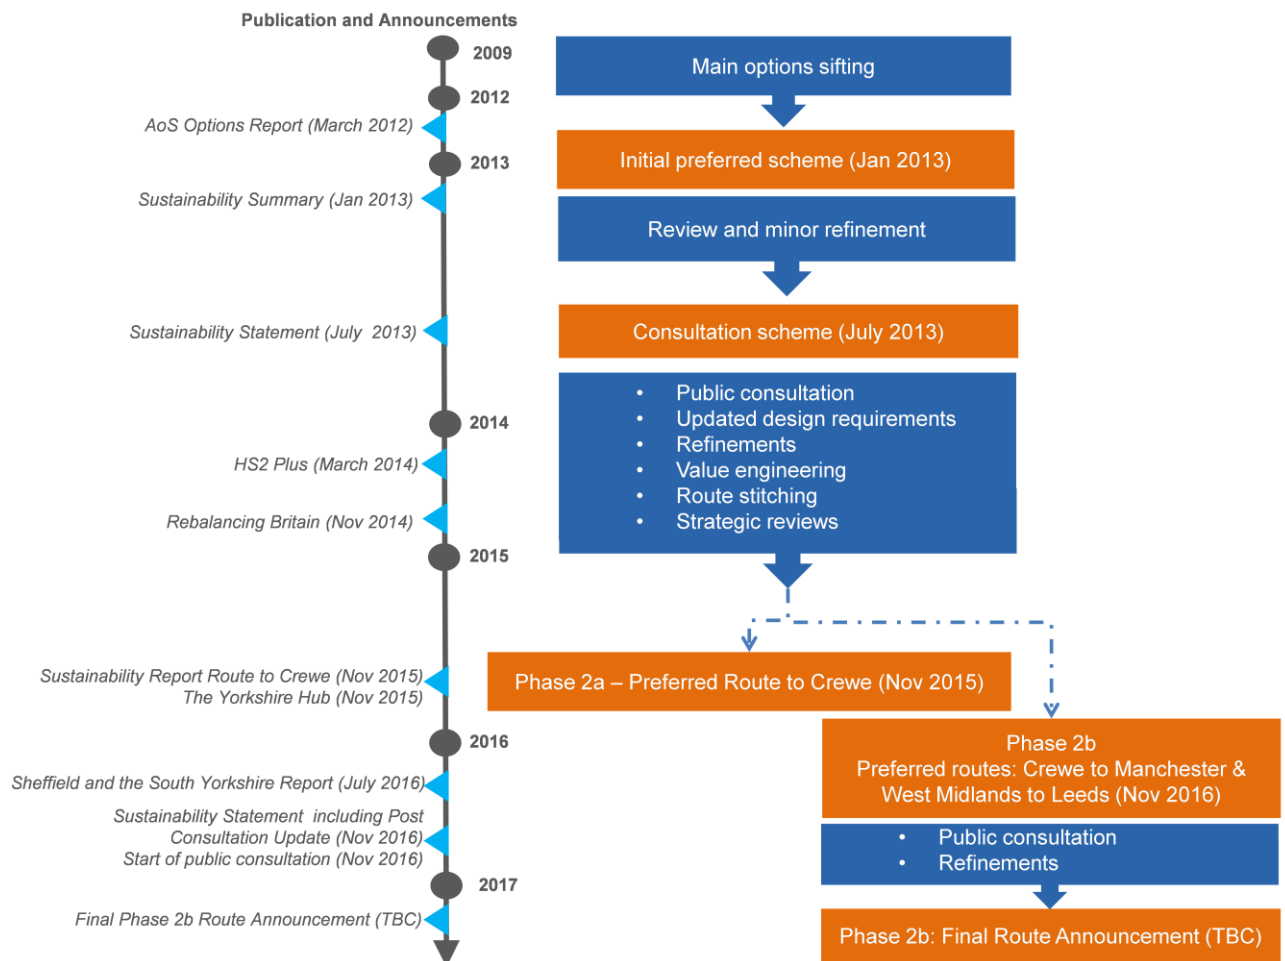 Publication and Announcements
2009
2012
AoS Options Report (March 2012)
2013
Sustainability Summary (Jan 2013)
Sustainability Statement (July 2013)
2014
HS2 Plus (March 2014)
Rebalancing Britain (Nov 2014)
2015
Sustainability Report Route to Crewe (Nov 2015)
The Yorkshire Hub (Nov 2015)
2016
Sheffield and the South Yorkshire Report (July 2016)
Sustainability Statement including Post
Consultation Update (Nov 2016)
Start of public consultation (Nov 2016)
2017
Final Phase 2b Route Announcement (TBC)
Main options sifting
Initial preferred scheme (Jan 2013)
Review and minor refinement
Consultation scheme (July 2013)
• Public consultation
• Updated design requirements
• Refinements
• Value engineering
• Route stitching
• Strategic reviews
Phase 2a – Preferred Route to Crewe (Nov 2015)
Phase 2b
Preferred routes: Crewe to Manchester &
West Midlands to Leeds (Nov 2016)
• Public consultation
• Refinements
Phase 2b: Final Route Announcement (TBC)